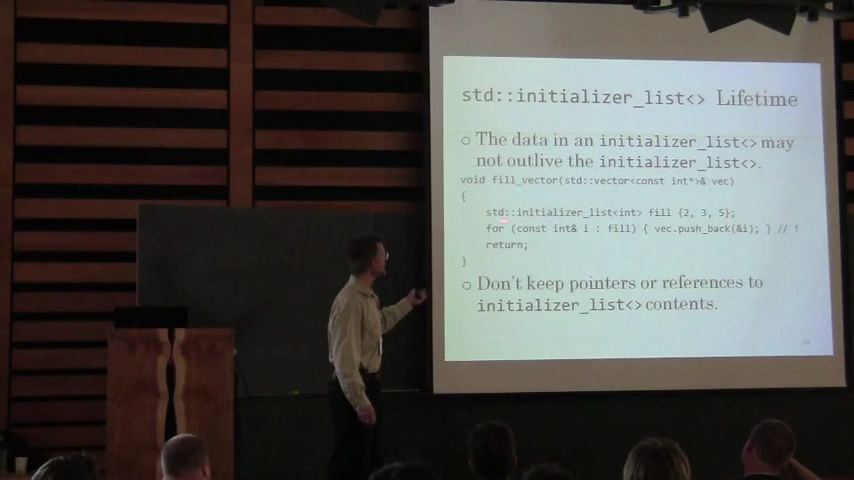 std::initializer_list<> Lifetime
○ The data in an initializer_list<> may
not outlive the initializer_list<>.
void fill_vector(std::vector<const int*>& vec)
{
std::initializer_list<int> fill {2, 3, 5};
for (const int& i : fill) { vec.push_back(&i); } // !
return;
}
○ Don't keep pointers or references to
initializer_list<> contents.